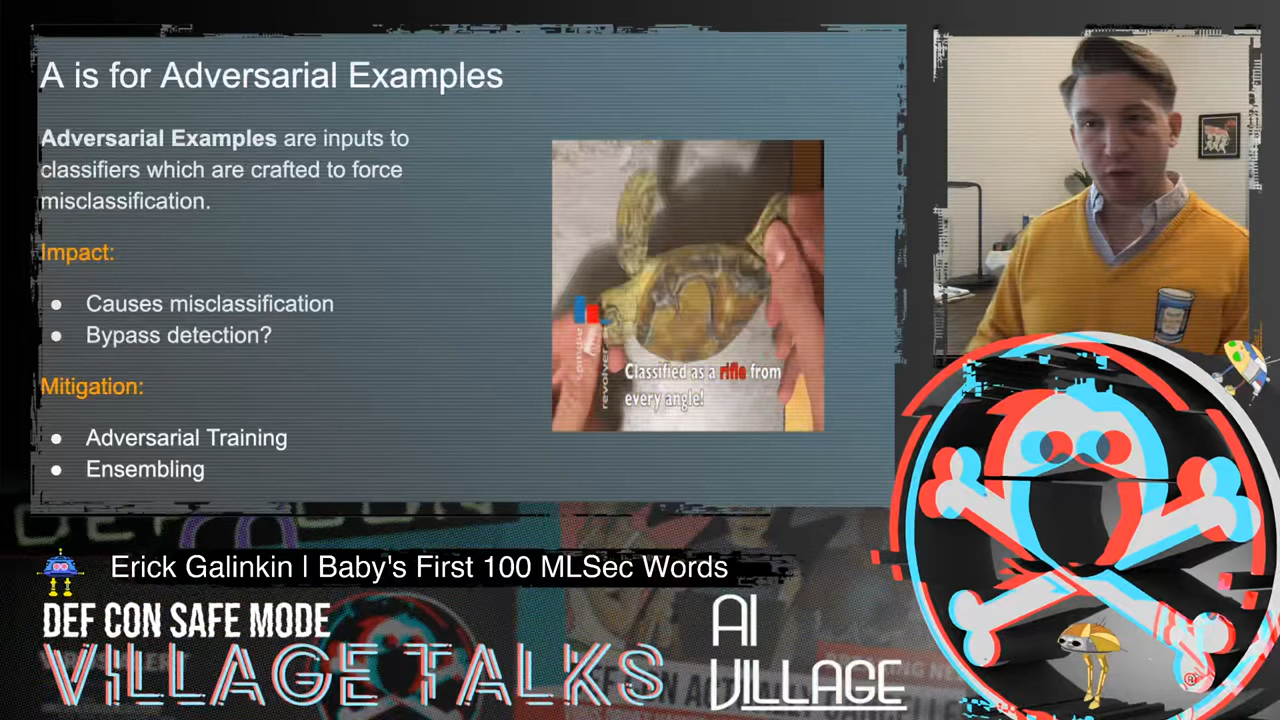 A is for Adversarial Examples
Adversarial Examples are inputs to
classifiers which are crafted to force
misclassification.
Impact:
● Causes misclassification
● Bypass detection?
Mitigation:
● Adversarial Training
● Ensembling
revolver
Classified as a rifle from
every angle!
Erick Galinkin | Baby's First 100 MLSec Words
DEF CON SAFE MODE
VILLAGE TALKS
AI
VILLAGE
DEF CON
®